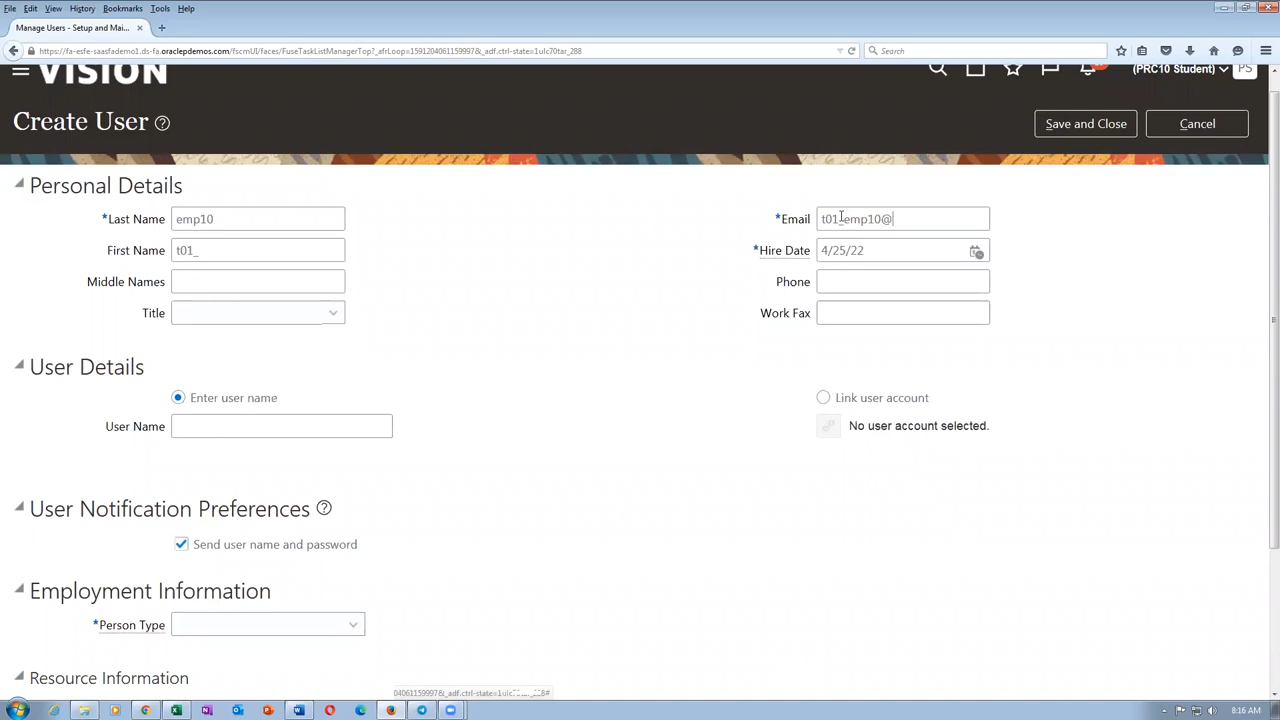 File Edit View History Bookmarks Tools Help
Manage Users - Setup and Mai... × +
https://fa-esfe-saasfademo1.ds-fa.oraclepdemos.com/fscmUI/faces/FuseTaskListManagerTop?_afrLoop=1591204061159997&_adf.ctrl-state=1ulc70tar_288 Search
VISION (PRC10 Student) PS
Create User Save and Close Cancel
Personal Details
*Last Name emp10 *Email t01_emp10@
First Name t01_ *Hire Date 4/25/22
Middle Names Phone
Title Work Fax
User Details
Enter user name Link user account
User Name No user account selected.
User Notification Preferences
Send user name and password
Employment Information
*Person Type
Resource Information
04061159997&_adf.ctrl-state=1ulc70tar_288#
8:16 AM